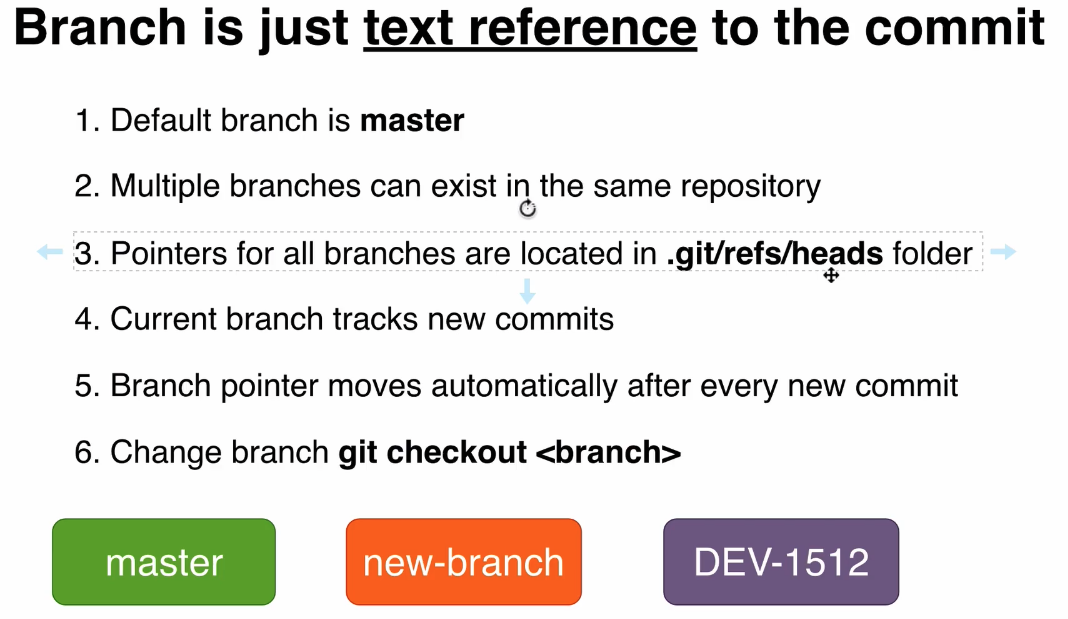 Branch is just text reference to the commit
1. Default branch is master
2. Multiple branches can exist in the same repository
3. Pointers for all branches are located in .git/refs/heads folder
4. Current branch tracks new commits
5. Branch pointer moves automatically after every new commit
6. Change branch git checkout <branch>
master
new-branch
DEV-1512